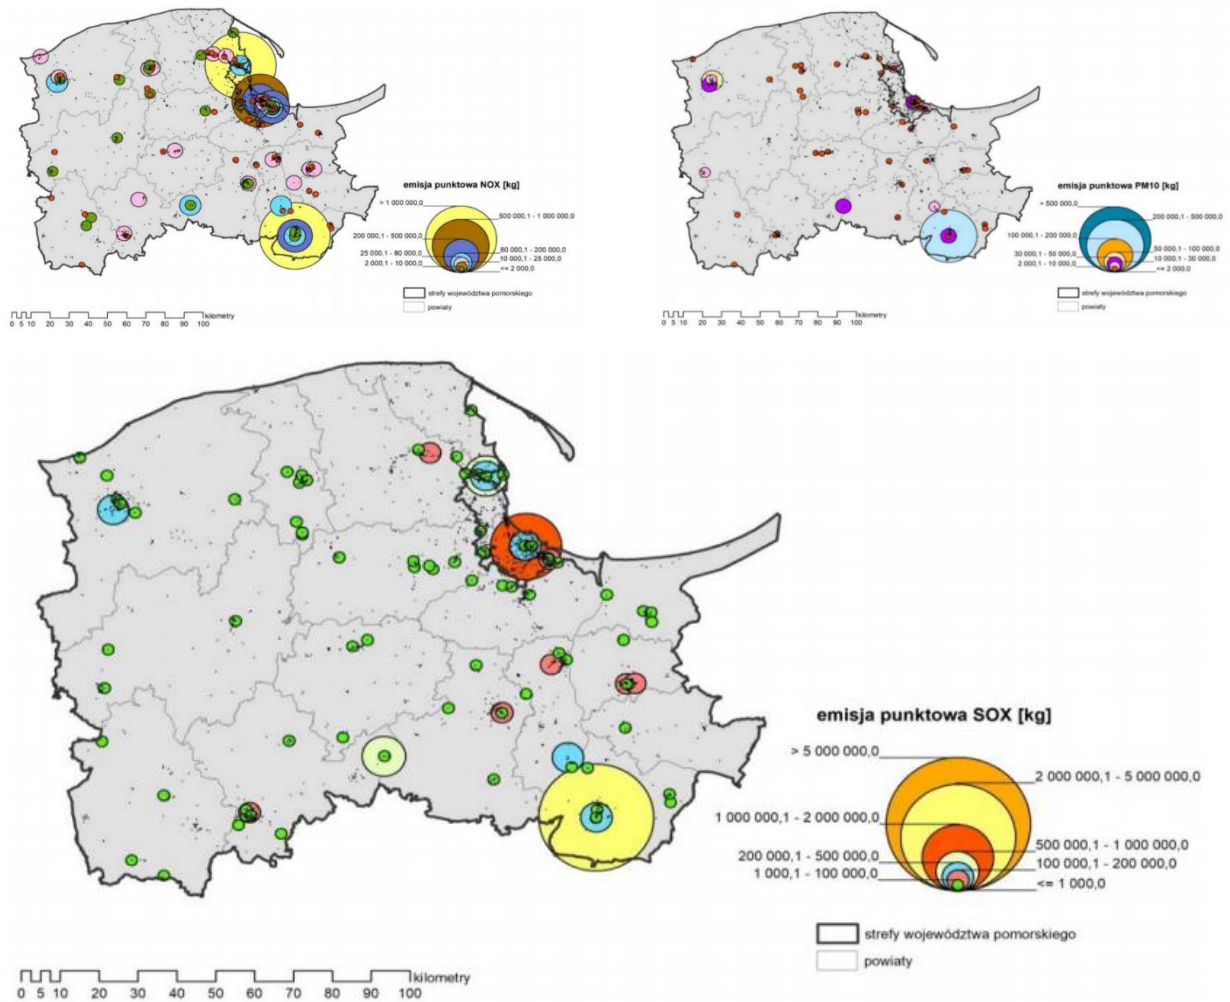 emisja punktowa NOX [kg]
> 1 000 000,0
500 000,1 - 1 000 000,0
200 000,1 - 500 000,0
80 000,1 - 200 000,0
25 000,1 - 80 000,0
10 000,1 - 25 000,0
2 000,1 - 10 000,0
<= 2 000,0
strefy województwa pomorskiego
powiaty
kilometry
0 5 10 20 30 40 50 60 70 80 90 100
emisja punktowa PM10 [kg]
> 500 000,0
200 000,1 - 500 000,0
100 000,1 - 200 000,0
50 000,1 - 100 000,0
30 000,1 - 50 000,0
10 000,1 - 30 000,0
2 000,1 - 10 000,0
<= 2 000,0
strefy województwa pomorskiego
powiaty
kilometry
0 5 10 20 30 40 50 60 70 80 90 100
emisja punktowa SOX [kg]
> 5 000 000,0
2 000 000,1 - 5 000 000,0
1 000 000,1 - 2 000 000,0
500 000,1 - 1 000 000,0
200 000,1 - 500 000,0
100 000,1 - 200 000,0
1 000,1 - 100 000,0
<= 1 000,0
strefy województwa pomorskiego
powiaty
kilometry
0 5 10 20 30 40 50 60 70 80 90 100